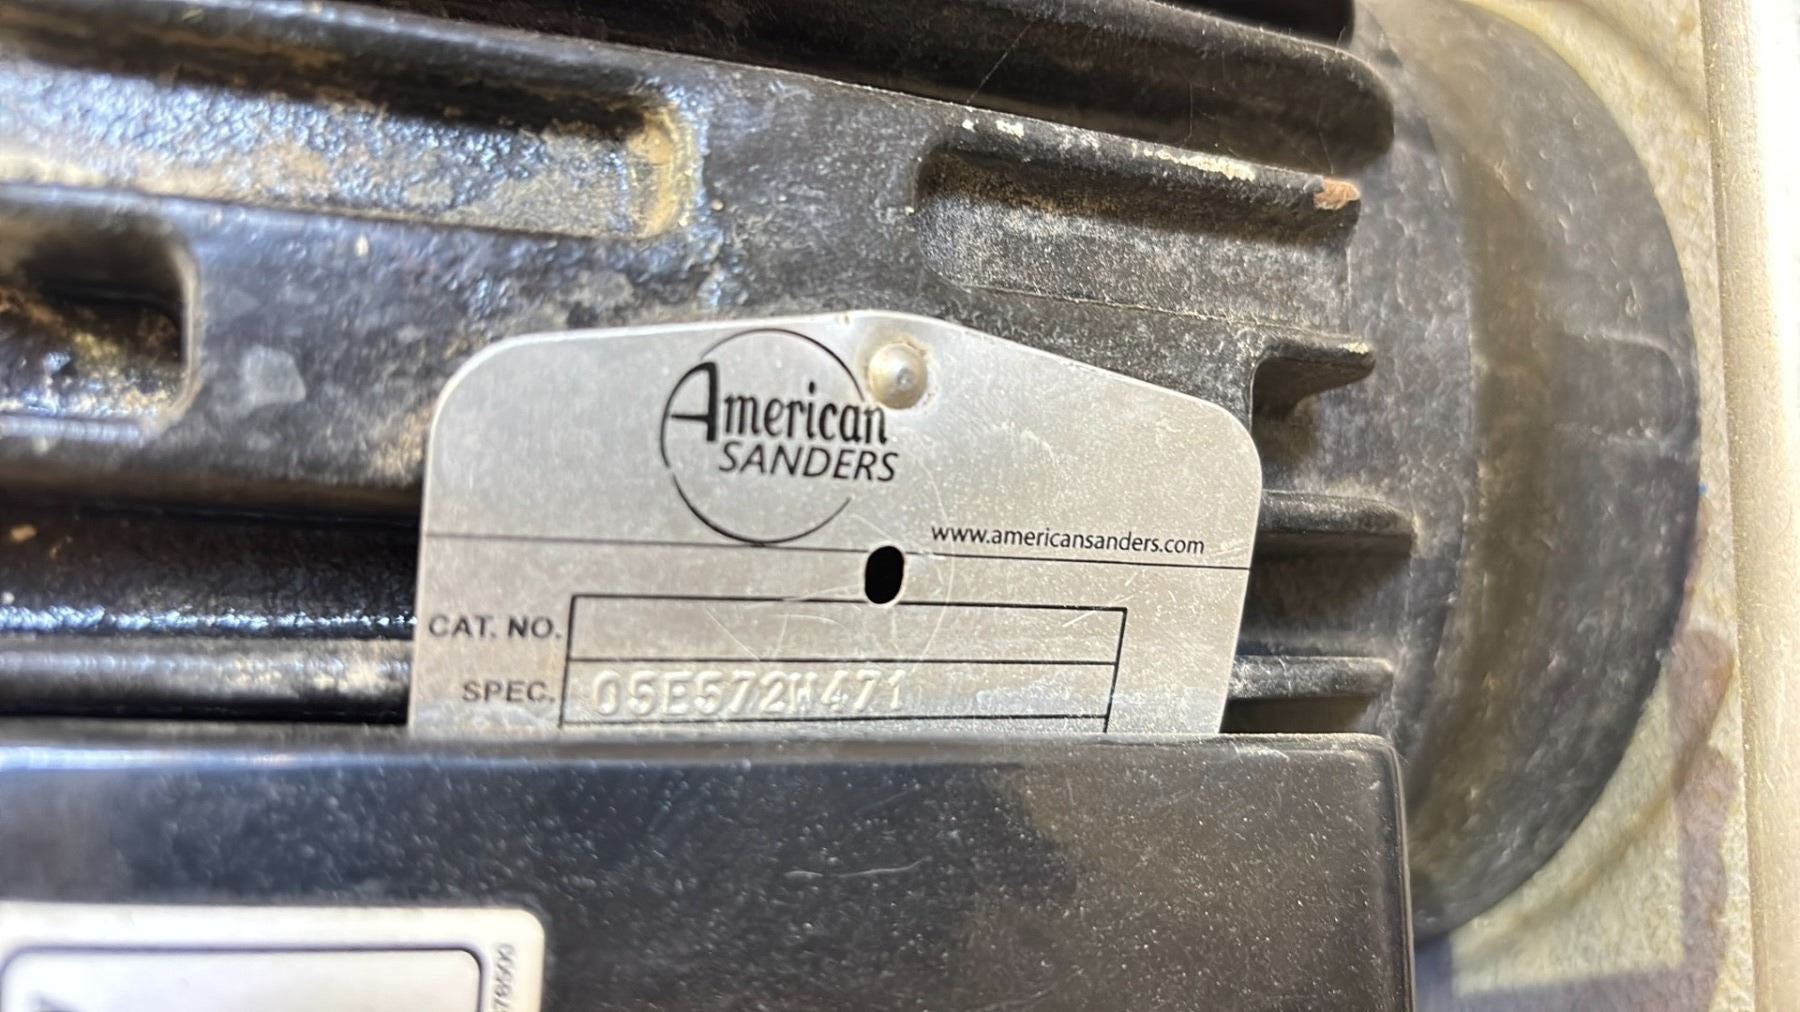 American
SANDERS
www.americansanders.com
CAT. NO.
SPEC. 05E572W471